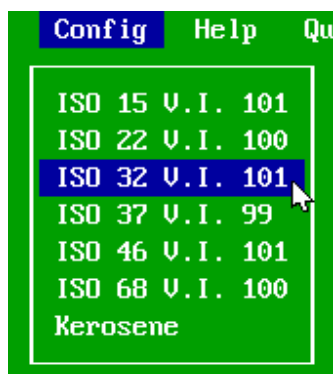 Config Help Qu
ISO 15 V.I. 101
ISO 22 V.I. 100
ISO 32 V.I. 101
ISO 37 V.I. 99
ISO 46 V.I. 101
ISO 68 V.I. 100
Kerosene